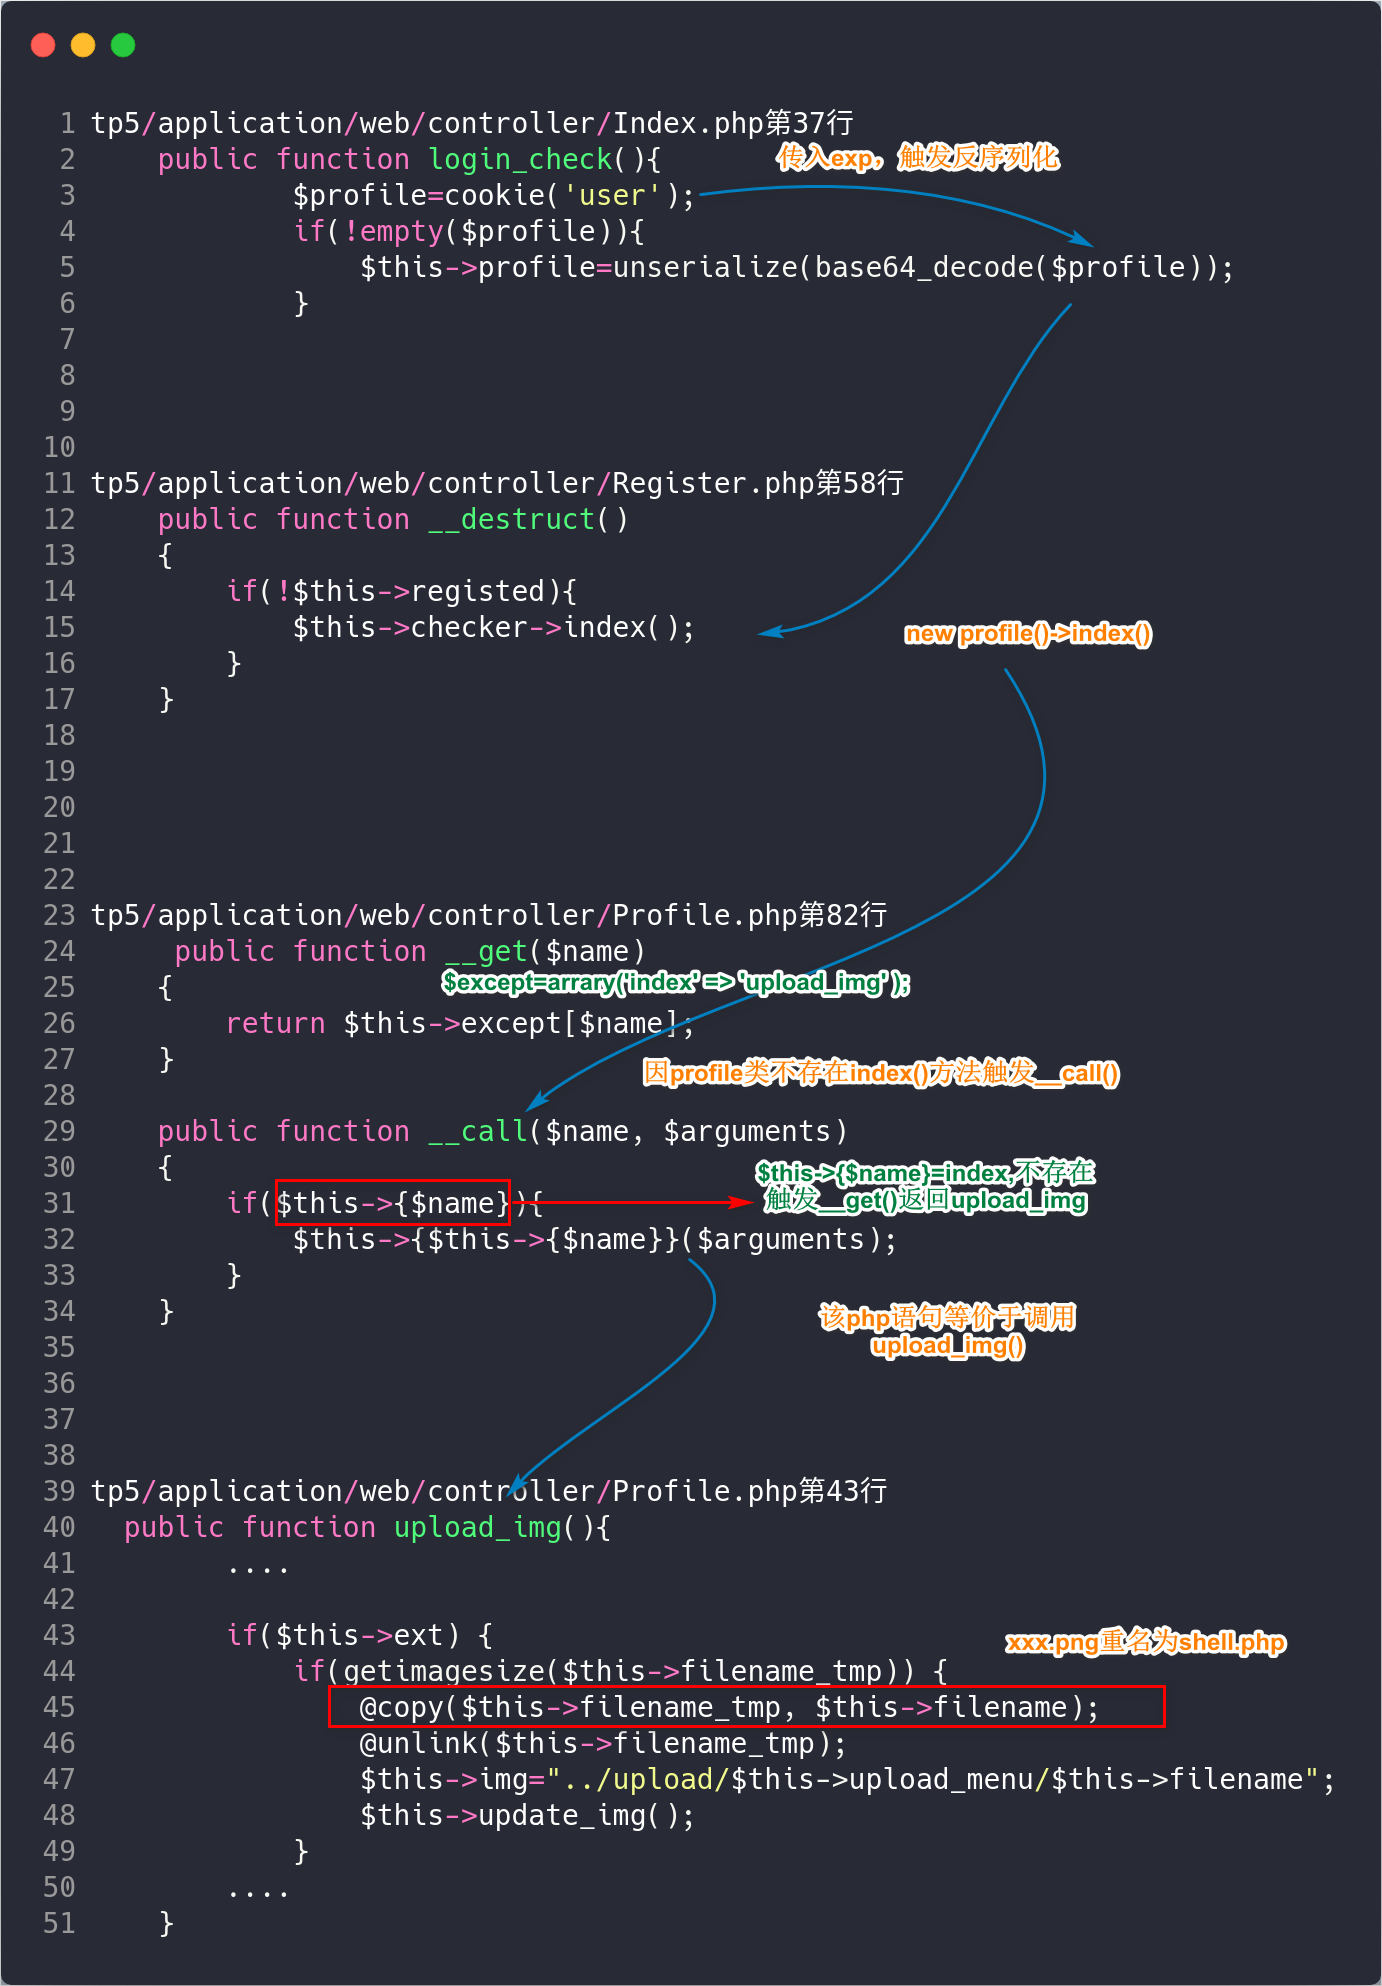 1 tp5/application/web/controller/Index.php第37行
2 public function login_check(){
传入exp，触发反序列化
3 $profile=cookie('user');
4 if(!empty($profile)){
5 $this->profile=unserialize(base64_decode($profile));
6 }
7
8
9
10
11 tp5/application/web/controller/Register.php第58行
12 public function __destruct()
13 {
14 if(!$this->registed){
15 $this->checker->index();
new profile()->index()
16 }
17 }
18
19
20
21
22
23 tp5/application/web/controller/Profile.php第82行
24 public function __get($name)
$except=arrary('index' => 'upload_img' );
25 {
26 return $this->except[$name];
27 }
因profile类不存在index()方法触发__call()
28
29 public function __call($name, $arguments)
30 {
$this->{$name}=index,不存在
触发__get()返回upload_img
31 if($this->{$name}){
32 $this->{$this->{$name}}($arguments);
33 }
34 }
该php语句等价于调用
upload_img()
35
36
37
38
39 tp5/application/web/controller/Profile.php第43行
40 public function upload_img(){
41 ....
42
43 if($this->ext) {
xxx.png重名为shell.php
44 if(getimagesize($this->filename_tmp)) {
45 @copy($this->filename_tmp, $this->filename);
46 @unlink($this->filename_tmp);
47 $this->img="../upload/$this->upload_menu/$this->filename";
48 $this->update_img();
49 }
50 ....
51 }